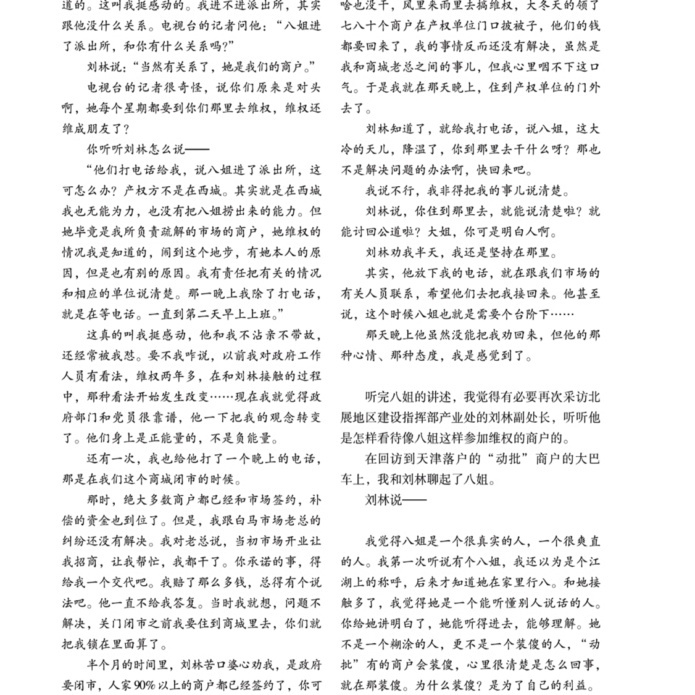 道的。这叫我挺感动的。我进不进派出所，其实
跟他没什么关系。电视台的记者问他：“八姐进
了派出所，和你有什么关系吗？”
刘林说：“当然有关系了，她是我们的商户。”
电视台的记者很奇怪，说你们原来是对头
啊，她每个星期都要到你们那里去维权，维权还
维成朋友了？
你听听刘林怎么说——
“他们打电话给我，说八姐进了派出所，这
可怎么办？产权方不是在西城。其实就是在西城
我也无能为力，也没有把八姐捞出来的能力。但
她毕竟是我所负责疏解的市场的商户，她维权的
情况我是知道的，闹到这个地步，有她本人的原
因，但是也有别的原因。我有责任把有关的情况
和相应的单位说清楚。那一晚上我除了打电话，
就是在等电话。一直到第二天早上上班。”
这真的叫我挺感动，他和我不沾亲不带故，
还经常被我怼。要不我咋说，以前我对政府工作
人员有看法，维权两年多，在和刘林接触的过程
中，那种看法开始发生改变……现在我就觉得政
府部门和党员很靠谱，他一下把我的观念转变
了。他们身上是正能量的，不是负能量。
还有一次，我也给他打了一个晚上的电话，
那是在我们这个商城闭市的时候。
那时，绝大多数商户都已经和市场签约，补
偿的资金也到位了。但是，我跟白马市场老总的
纠纷还没有解决。我对老总说，当初市场开业让
我招商，让我帮忙，我都干了。你承诺的事，得
给我一个交代吧。我赔了那么多钱，总得有个说
法吧。他一直不给我答复。当时我就想，问题不
解决，关门闭市之前我要住到商城里去，你们就
把我锁在里面算了。
半个月的时间里，刘林苦口婆心劝我，是政府
要闭市，人家90%以上的商户都已经签约了，你可
啥也没干，风里来雨里去搞维权，大冬天的领了
七八十个商户在产权单位门口披被子，他们的钱
都要回来了，我的事情反而还没有解决，虽然是
我和商城老总之间的事儿，但我心里咽不下这口
气。于是我就在那天晚上，住到产权单位的门外
去了。
刘林知道了，就给我打电话，说八姐，这大
冷的天儿，降温了，你到那里去干什么呀？那也
不是解决问题的办法啊，快回来吧。
我说不行，我非得把我的事儿说清楚。
刘林说，你住到那里去，就能说清楚啦？就
能讨回公道啦？大姐，你可是明白人啊。
刘林劝我半天，我还是坚持在那里。
其实，他放下我的电话，就在跟我们市场的
有关人员联系，希望他们去把我接回来。他甚至
说，这个时候八姐也就是需要个台阶下……
那天晚上他虽然没能把我劝回来，但他的那
种心情、那种态度，我是感觉到了。
听完八姐的讲述，我觉得有必要再次采访北
展地区建设指挥部产业处的刘林副处长，听听他
是怎样看待像八姐这样参加维权的商户的。
在回访到天津落户的“动批”商户的大巴
车上，我和刘林聊起了八姐。
刘林说——
我觉得八姐是一个很真实的人，一个很爽直
的人。我第一次听说有个八姐，我还以为是个江
湖上的称呼，后来才知道她在家里行八。和她接
触多了，我觉得她是一个能听懂别人说话的人。
你给她讲明白了，她能听得进去，能够理解。她
不是一个糊涂的人，更不是一个装傻的人，“动
批”有的商户会装傻，心里很清楚是怎么回事，
就在那装傻。为什么装傻？是为了自己的利益。